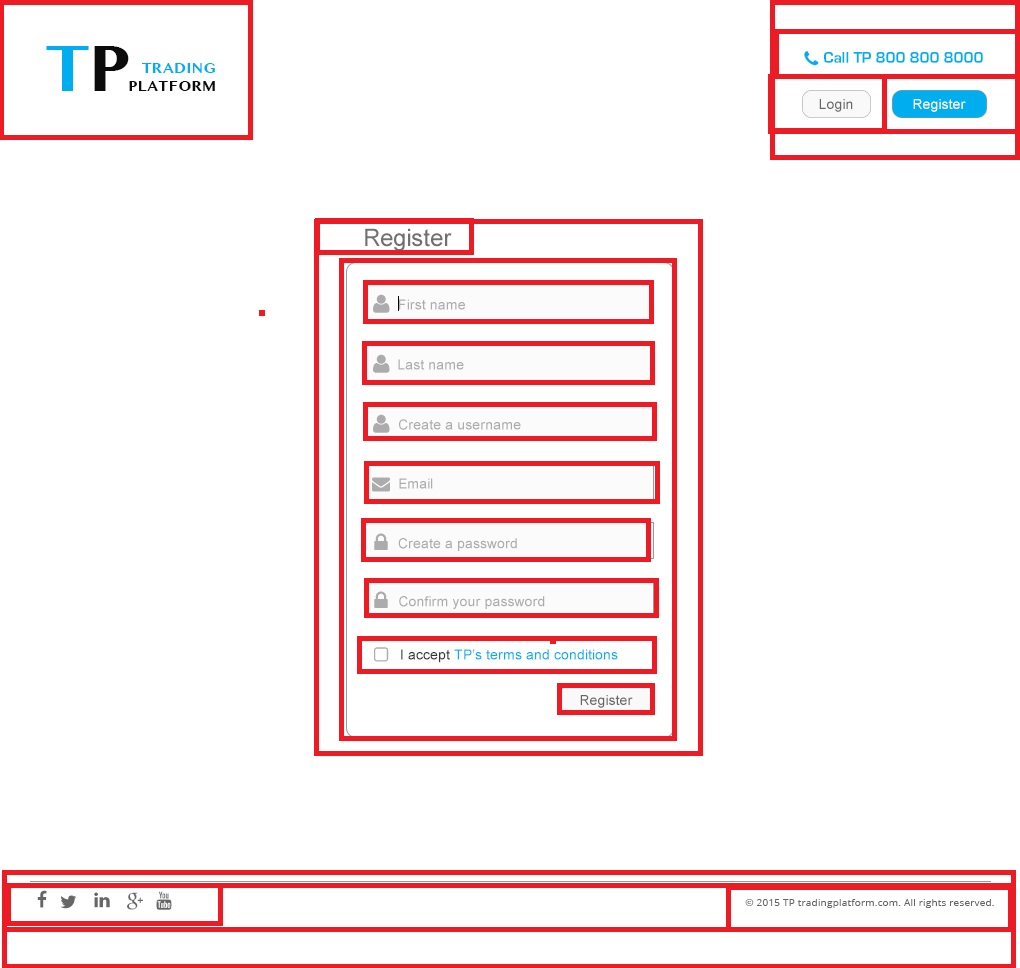 TP TRADING
PLATFORM
Call TP 800 800 8000
Login
Register
Register
First name
Last name
Create a username
Email
Create a password
Confirm your password
I accept TP's terms and conditions
Register
f in g+ You Tube
© 2015 TP tradingplatform.com. All rights reserved.